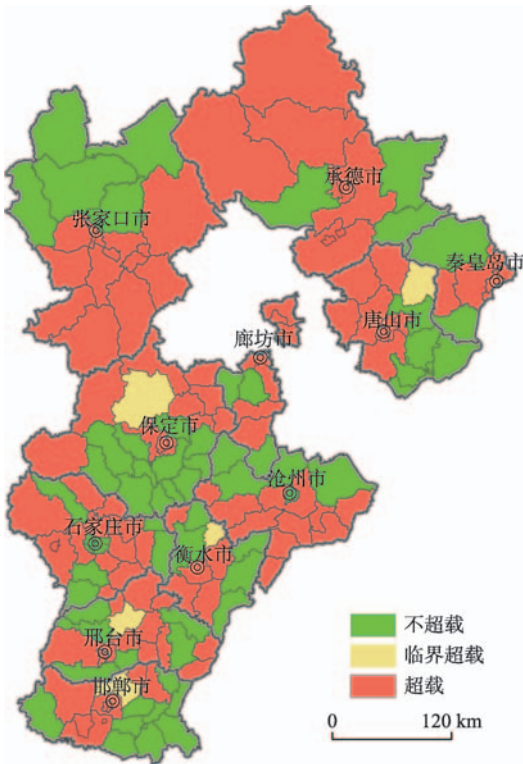 承德市
张家口市
秦皇岛市
唐山市
廊坊市
保定市
沧州市
石家庄市
衡水市
邢台市
邯郸市
不超载
临界超载
超载
0 120 km